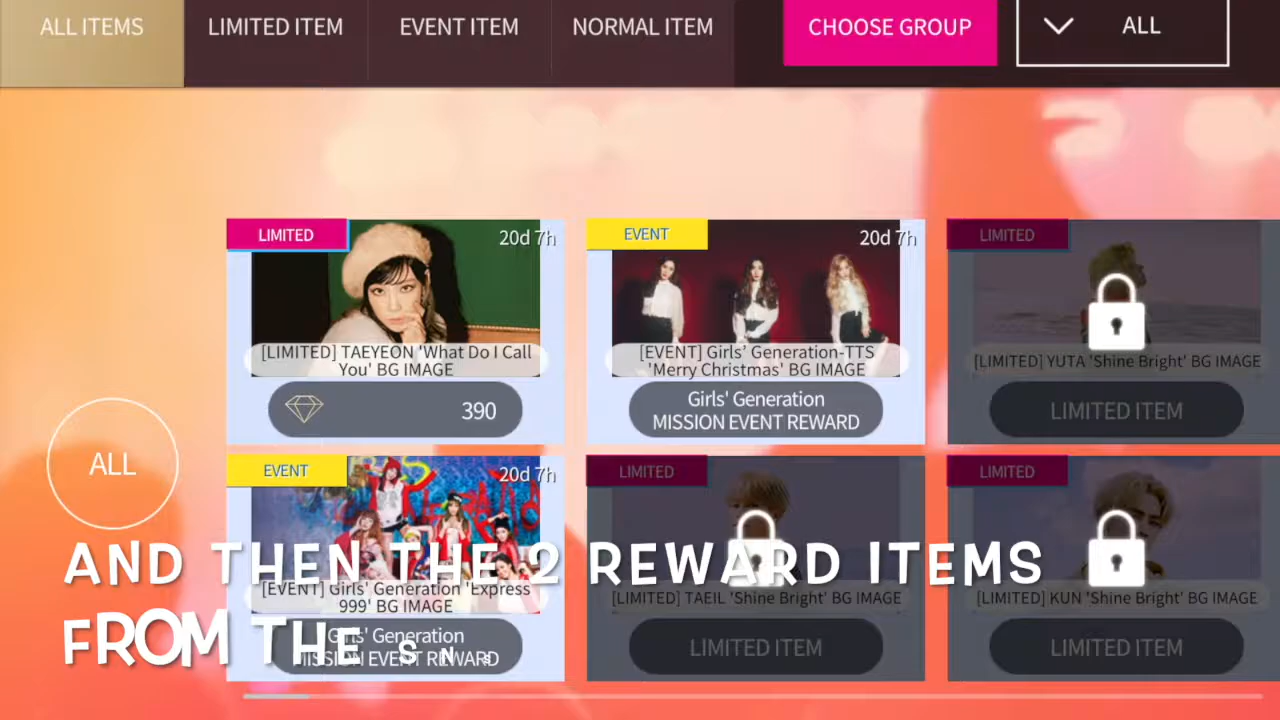 ALL ITEMS
LIMITED ITEM
EVENT ITEM
NORMAL ITEM
CHOOSE GROUP
ALL
LIMITED
20d 7h
[LIMITED] TAEYEON 'What Do I Call
You' BG IMAGE
390
EVENT
20d 7h
[EVENT] Girls' Generation-TTS
'Merry Christmas' BG IMAGE
Girls' Generation
MISSION EVENT REWARD
LIMITED
[LIMITED] YUTA 'Shine Bright' BG IMAGE
LIMITED ITEM
ALL
EVENT
20d 7h
[EVENT] Girls' Generation 'Express
999' BG IMAGE
Girls' Generation
MISSION EVENT REWARD
LIMITED
[LIMITED] TAEIL 'Shine Bright' BG IMAGE
LIMITED ITEM
LIMITED
[LIMITED] KUN 'Shine Bright' BG IMAGE
LIMITED ITEM
AND THEN THE 2 REWARD ITEMS
FROM THE S N